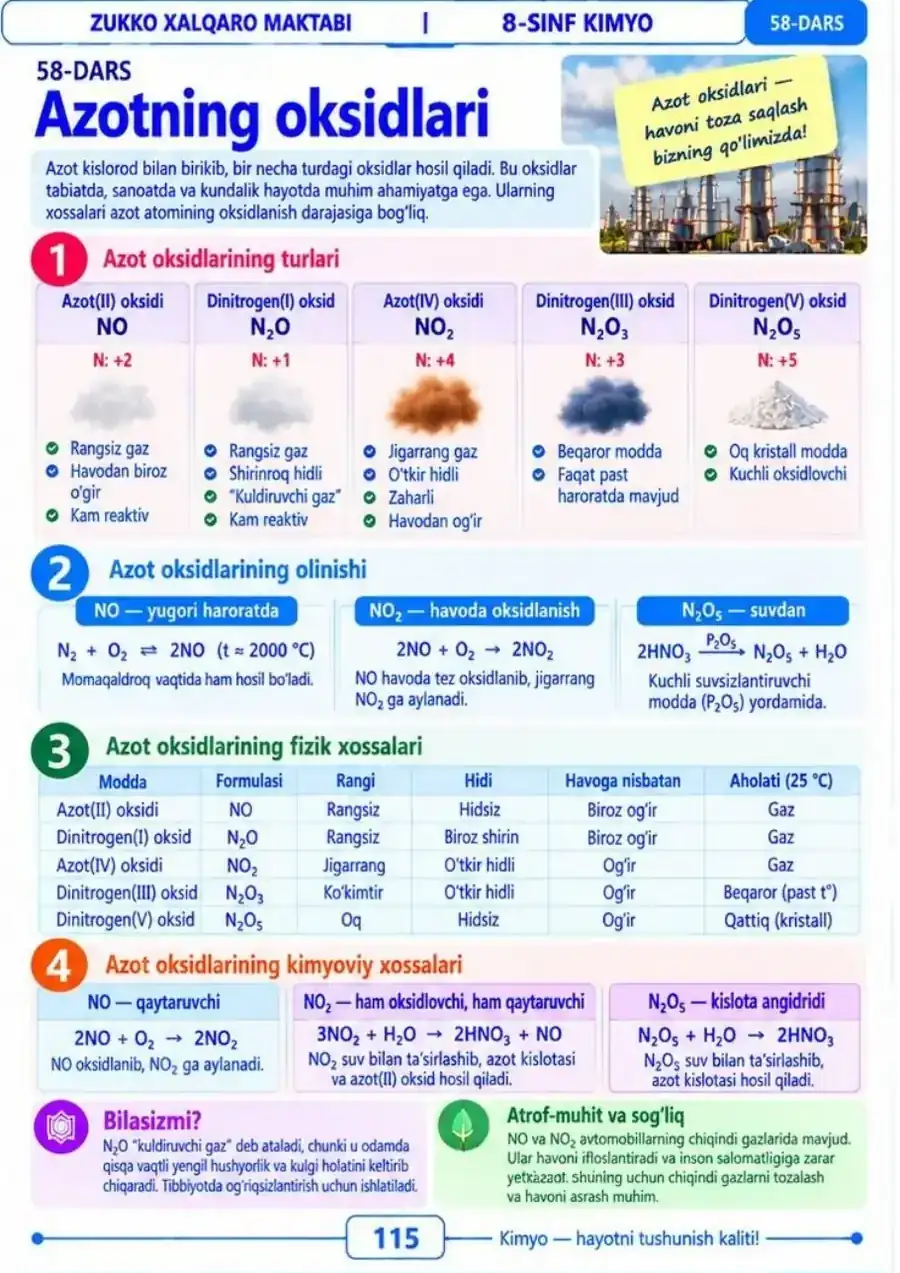 ZUKKO XALQARO MAKTABI | 8-SINF KIMYO 58-DARS
58-DARS
Azotning oksidlari
Azot oksidlari —
havoni toza saqlash
bizning qo'limizda!
Azot kislorod bilan birikib, bir necha turdagi oksidlar hosil qiladi. Bu oksidlar
tabiatda, sanoatda va kundalik hayotda muhim ahamiyatga ega. Ularning
xossalari azot atomining oksidlanish darajasiga bog'liq.
1 Azot oksidlarining turlari
Azot(II) oksidi
NO
N: +2
Rangsiz gaz
Havodan biroz
o'gir
Kam reaktiv
Dinitrogen(I) oksid
N₂O
N: +1
Rangsiz gaz
Shirinroq hidli
"Kuldiruvchi gaz"
Kam reaktiv
Azot(IV) oksidi
NO₂
N: +4
Jigarrang gaz
O'tkir hidli
Zaharli
Havodan og'ir
Dinitrogen(III) oksid
N₂O₃
N: +3
Beqaror modda
Faqat past
haroratda mavjud
Dinitrogen(V) oksid
N₂O₅
N: +5
Oq kristall modda
Kuchli oksidlovchi
2 Azot oksidlarining olinishi
NO — yugori haroratda
N₂ + O₂ ⇌ 2NO (t ≈ 2000 °C)
Momaqaldroq vaqtida ham hosil bo'ladi.
NO₂ — havoda oksidlanish
2NO + O₂ → 2NO₂
NO havoda tez oksidlanib, jigarrang
NO₂ ga aylanadi.
N₂O₅ — suvdan
P₂O₅
2HNO₃ → N₂O₅ + H₂O
Kuchli suvsizlantiruvchi
modda (P₂O₅) yordamida.
3 Azot oksidlarining fizik xossalari
Modda Formulasi Rangi Hidi Havoga nisbatan Aholati (25 °C)
Azot(II) oksidi NO Rangsiz Hidsiz Biroz og'ir Gaz
Dinitrogen(I) oksid N₂O Rangsiz Biroz shirin Biroz og'ir Gaz
Azot(IV) oksidi NO₂ Jigarrang O'tkir hidli Og'ir Gaz
Dinitrogen(III) oksid N₂O₃ Ko'kimtir O'tkir hidli Og'ir Beqaror (past t°)
Dinitrogen(V) oksid N₂O₅ Oq Hidsiz Og'ir Qattiq (kristall)
4 Azot oksidlarining kimyoviy xossalari
NO — qaytaruvchi
2NO + O₂ → 2NO₂
NO oksidlanib, NO₂ ga aylanadi.
NO₂ — ham oksidlovchi, ham qaytaruvchi
3NO₂ + H₂O → 2HNO₃ + NO
NO₂ suv bilan ta'sirlashib, azot kislotasi
va azot(II) oksid hosil qiladi.
N₂O₅ — kislota angidridi
N₂O₅ + H₂O → 2HNO₃
N₂O₅ suv bilan ta'sirlashib,
azot kislotasi hosil qiladi.
Bilasizmi?
N₂O "kuldiruvchi gaz" deb ataladi, chunki u odamda
qisqa vaqtli yengil hushyorlik va kulgi holatini keltirib
chiqaradi. Tibbiyotda og'riqsizlantirish uchun ishlatiladi.
Atrof-muhit va sog'liq
NO va NO₂ avtomobillarning chiqindi gazlarida mavjud.
Ular havoni ifloslantiradi va inson salomatligiga zarar
shuning uchun chiqindi gazlarni tozalash
va havoni asrash muhim.
115
Kimyo — hayotni tushunish kaliti!